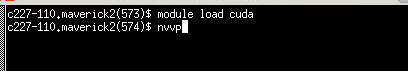 c227-110.maverick2(573)$ module load cuda
c227-110.maverick2(574)$ nvvp